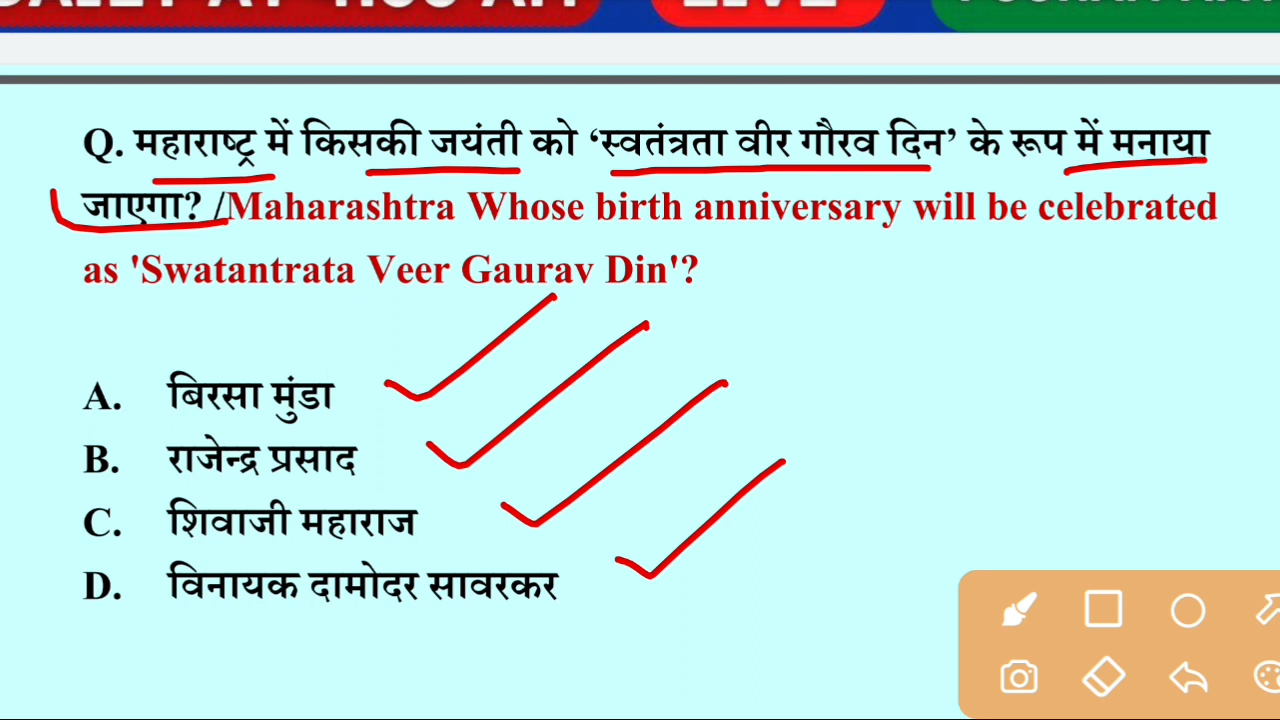 Q. महाराष्ट्र में किसकी जयंती को ‘स्वतंत्रता वीर गौरव दिन’ के रूप में मनाया
जाएगा? /Maharashtra Whose birth anniversary will be celebrated
as 'Swatantrata Veer Gaurav Din'?
A. बिरसा मुंडा
B. राजेन्द्र प्रसाद
C. शिवाजी महाराज
D. विनायक दामोदर सावरकर